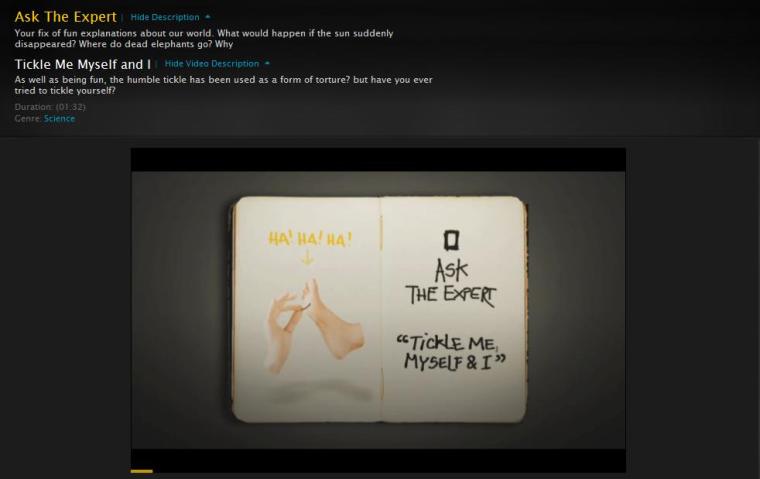 Ask The Expert | Hide Description
Your fix of fun explanations about our world. What would happen if the sun suddenly
disappeared? Where do dead elephants go? Why
Tickle Me Myself and I | Hide Video Description
As well as being fun, the humble tickle has been used as a form of torture? but have you ever
tried to tickle yourself?
Duration: (01:32)
Genre: Science
HA! HA! HA!
ASK
THE EXPERT
“TICKLE ME,
MYSELF & I”